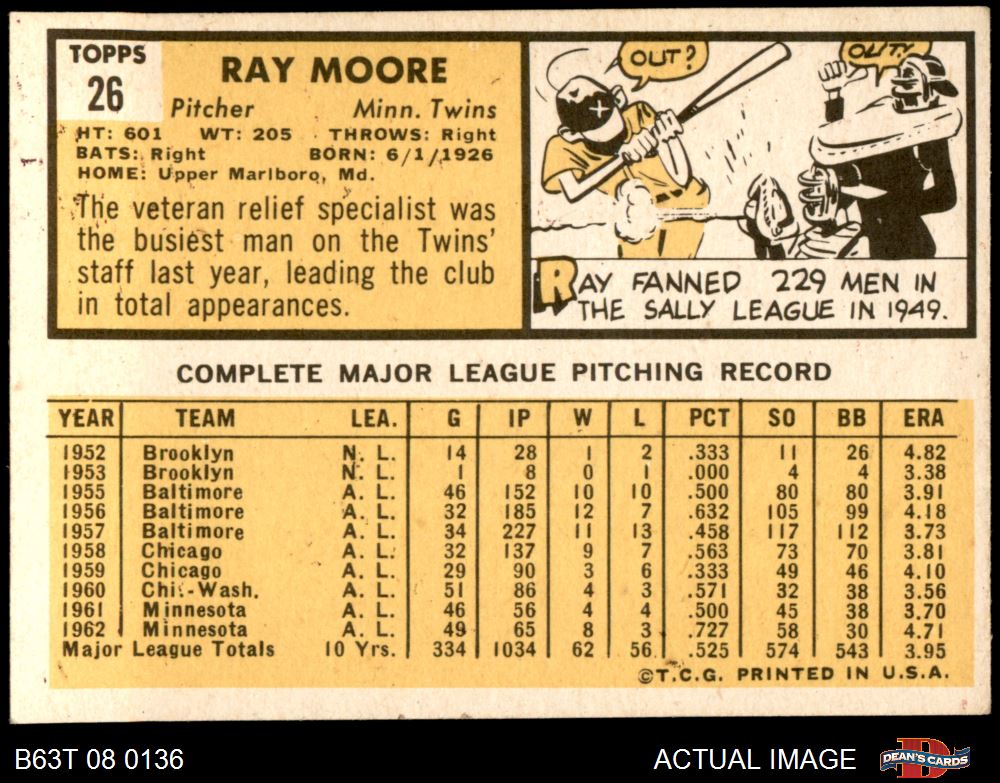 TOPPS
26
RAY MOORE
Pitcher Minn. Twins
HT: 601 WT: 205 THROWS: Right
BATS: Right BORN: 6/1/1926
HOME: Upper Marlboro, Md.
The veteran relief specialist was
the busiest man on the Twins'
staff last year, leading the club
in total appearances.
OUT?
OUT!
RAY FANNED 229 MEN IN
THE SALLY LEAGUE IN 1949.
COMPLETE MAJOR LEAGUE PITCHING RECORD
YEAR TEAM LEA. G IP W L PCT SO BB ERA
1952 Brooklyn N. L. 14 28 1 2 .333 11 26 4.82
1953 Brooklyn N. L. 1 8 0 1 .000 4 4 3.38
1955 Baltimore A. L. 46 152 10 10 .500 80 80 3.91
1956 Baltimore A. L. 32 185 12 7 .632 105 99 4.18
1957 Baltimore A. L. 34 227 11 13 .458 117 112 3.73
1958 Chicago A. L. 32 137 9 7 .563 73 70 3.81
1959 Chicago A. L. 29 90 3 6 .333 49 46 4.10
1960 Chi.-Wash. A. L. 51 86 4 3 .571 32 38 3.56
1961 Minnesota A. L. 46 56 4 4 .500 45 38 3.70
1962 Minnesota A. L. 49 65 8 3 .727 58 30 4.71
Major League Totals 10 Yrs. 334 1034 62 56 .525 574 543 3.95
©T.C.G. PRINTED IN U.S.A.
B63T 08 0136 ACTUAL IMAGE DEAN'S CARDS